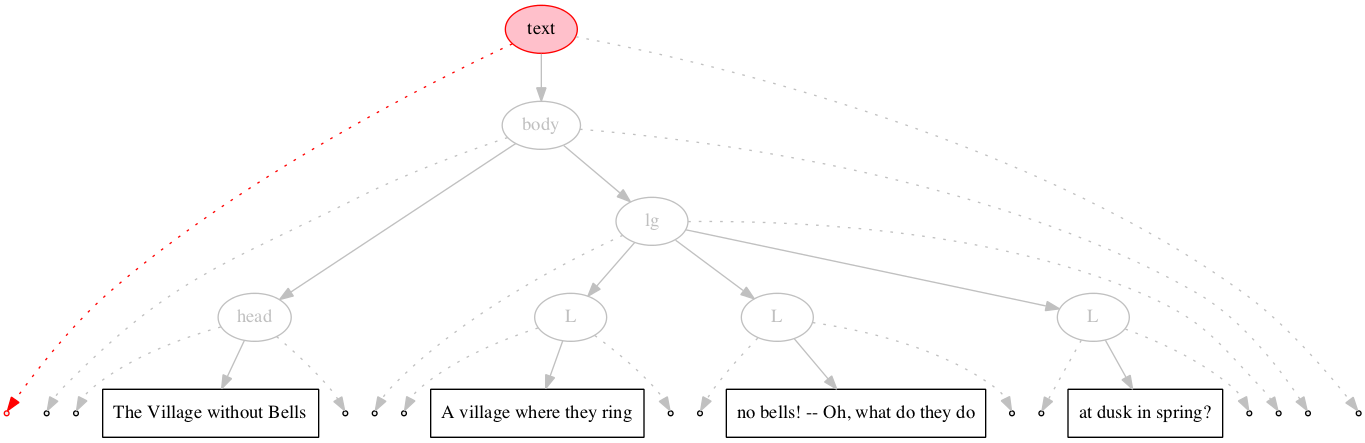 text
body
lg
head
L
L
L
The Village without Bells
A village where they ring
no bells! -- Oh, what do they do
at dusk in spring?